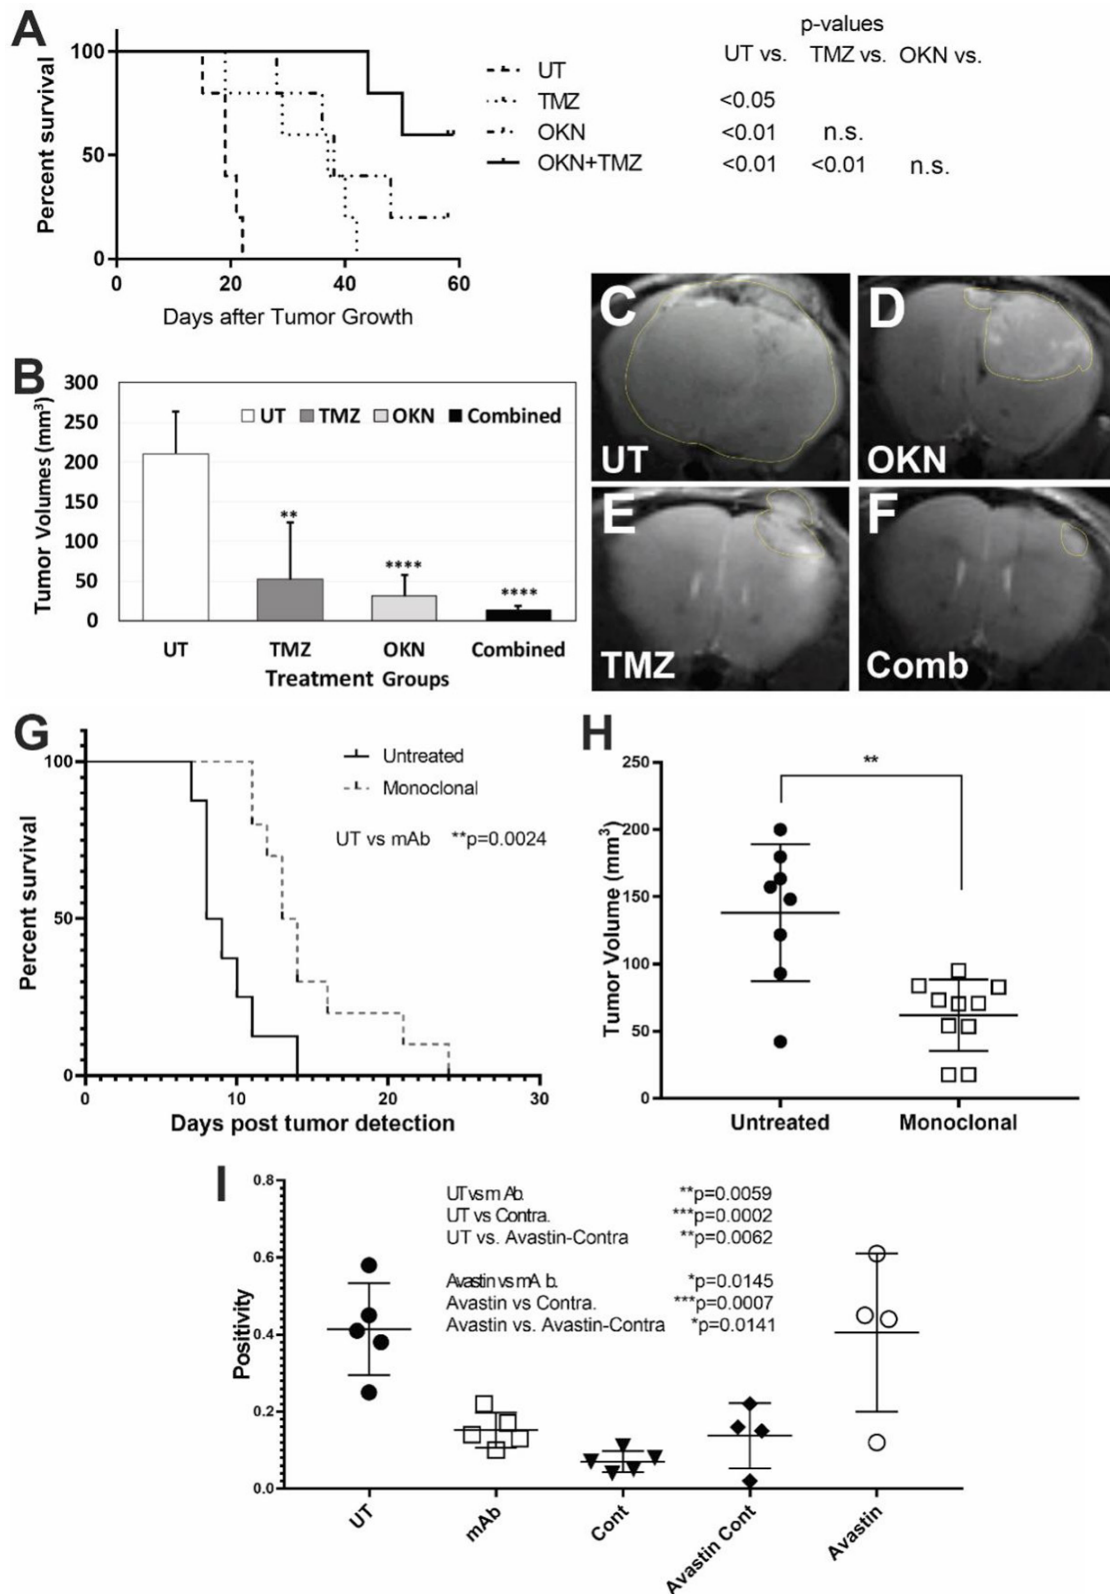 A
Percent survival
100
50
0
0 20 40 60
Days after Tumor Growth
UT
TMZ
OKN
OKN+TMZ
p-values
UT vs. TMZ vs. OKN vs.
<0.05
<0.01 n.s.
<0.01 <0.01 n.s.
B
Tumor Volumes (mm³)
300
250
200
150
100
50
0
UT TMZ OKN Combined
**
****
****
UT TMZ OKN Combined
Treatment Groups
C
UT
D
OKN
E
TMZ
F
Comb
G
Percent survival
100
50
0
0 10 20 30
Days post tumor detection
Untreated
Monoclonal
UT vs mAb **p=0.0024
H
Tumor Volume (mm³)
250
200
150
100
50
0
**
Untreated Monoclonal
I
Positivity
0.8
0.6
0.4
0.2
0.0
UT vs m Ab. **p=0.0059
UT vs Contra. ***p=0.0002
UT vs. Avastin-Contra **p=0.0062
Avastin vs mA b. *p=0.0145
Avastin vs Contra. ***p=0.0007
Avastin vs. Avastin-Contra *p=0.0141
UT mAb Cont Avastin Cont Avastin